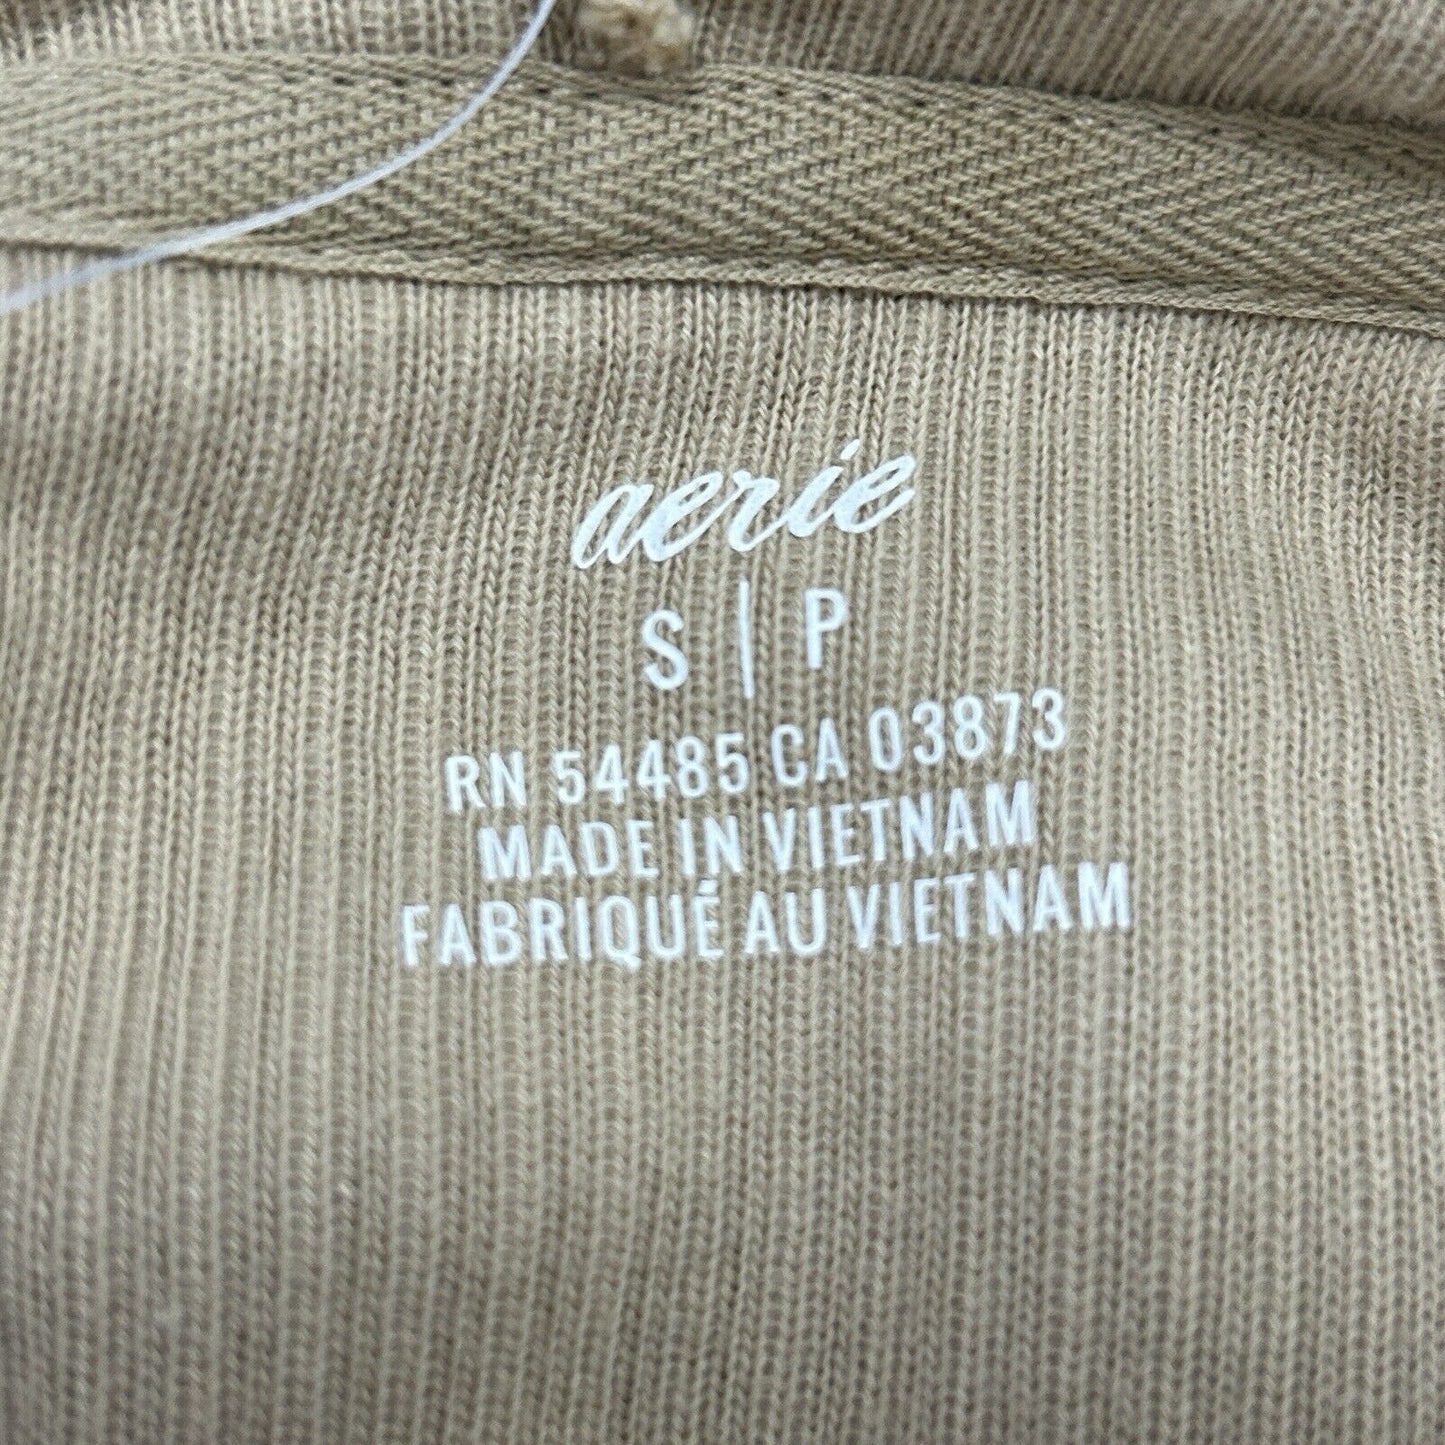 aerie
S | P
RN 54485 CA 03873
MADE IN VIETNAM
FABRIQUÉ AU VIETNAM